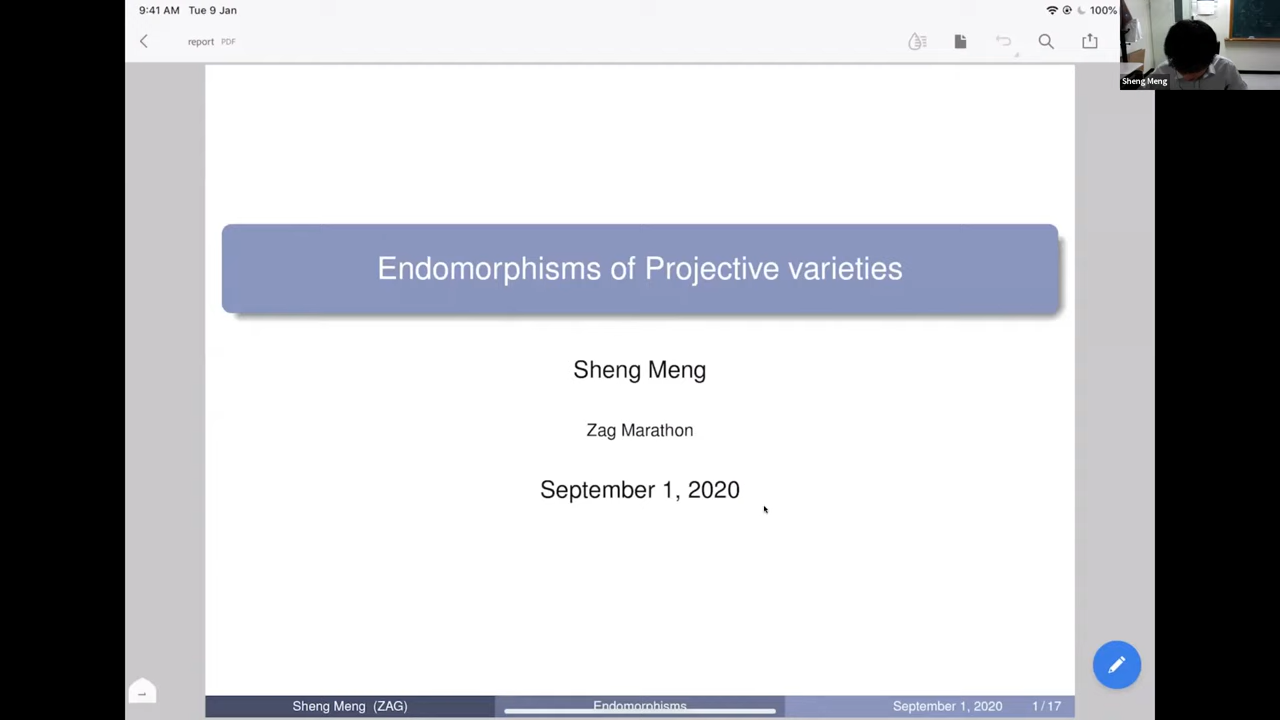 9:41 AM Tue 9 Jan
100%
report PDF
Sheng Meng
Endomorphisms of Projective varieties
Sheng Meng
Zag Marathon
September 1, 2020
Sheng Meng (ZAG)
Endomorphisms
September 1, 2020 1 / 17